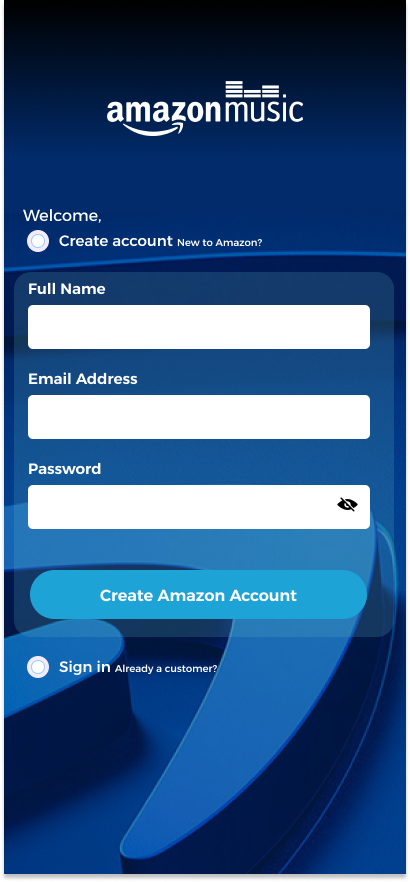 amazon music
Welcome,
Create account New to Amazon?
Full Name
Email Address
Password
Create Amazon Account
Sign in Already a customer?